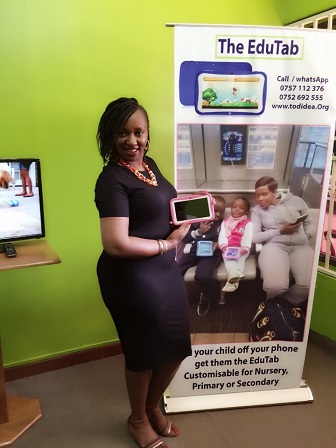 The EduTab
Call / whatsApp
0757 112 376
0752 692 555
www.todidea.Org
your child off your phone
get them the EduTab
Customisable for Nursery,
Primary or Secondary